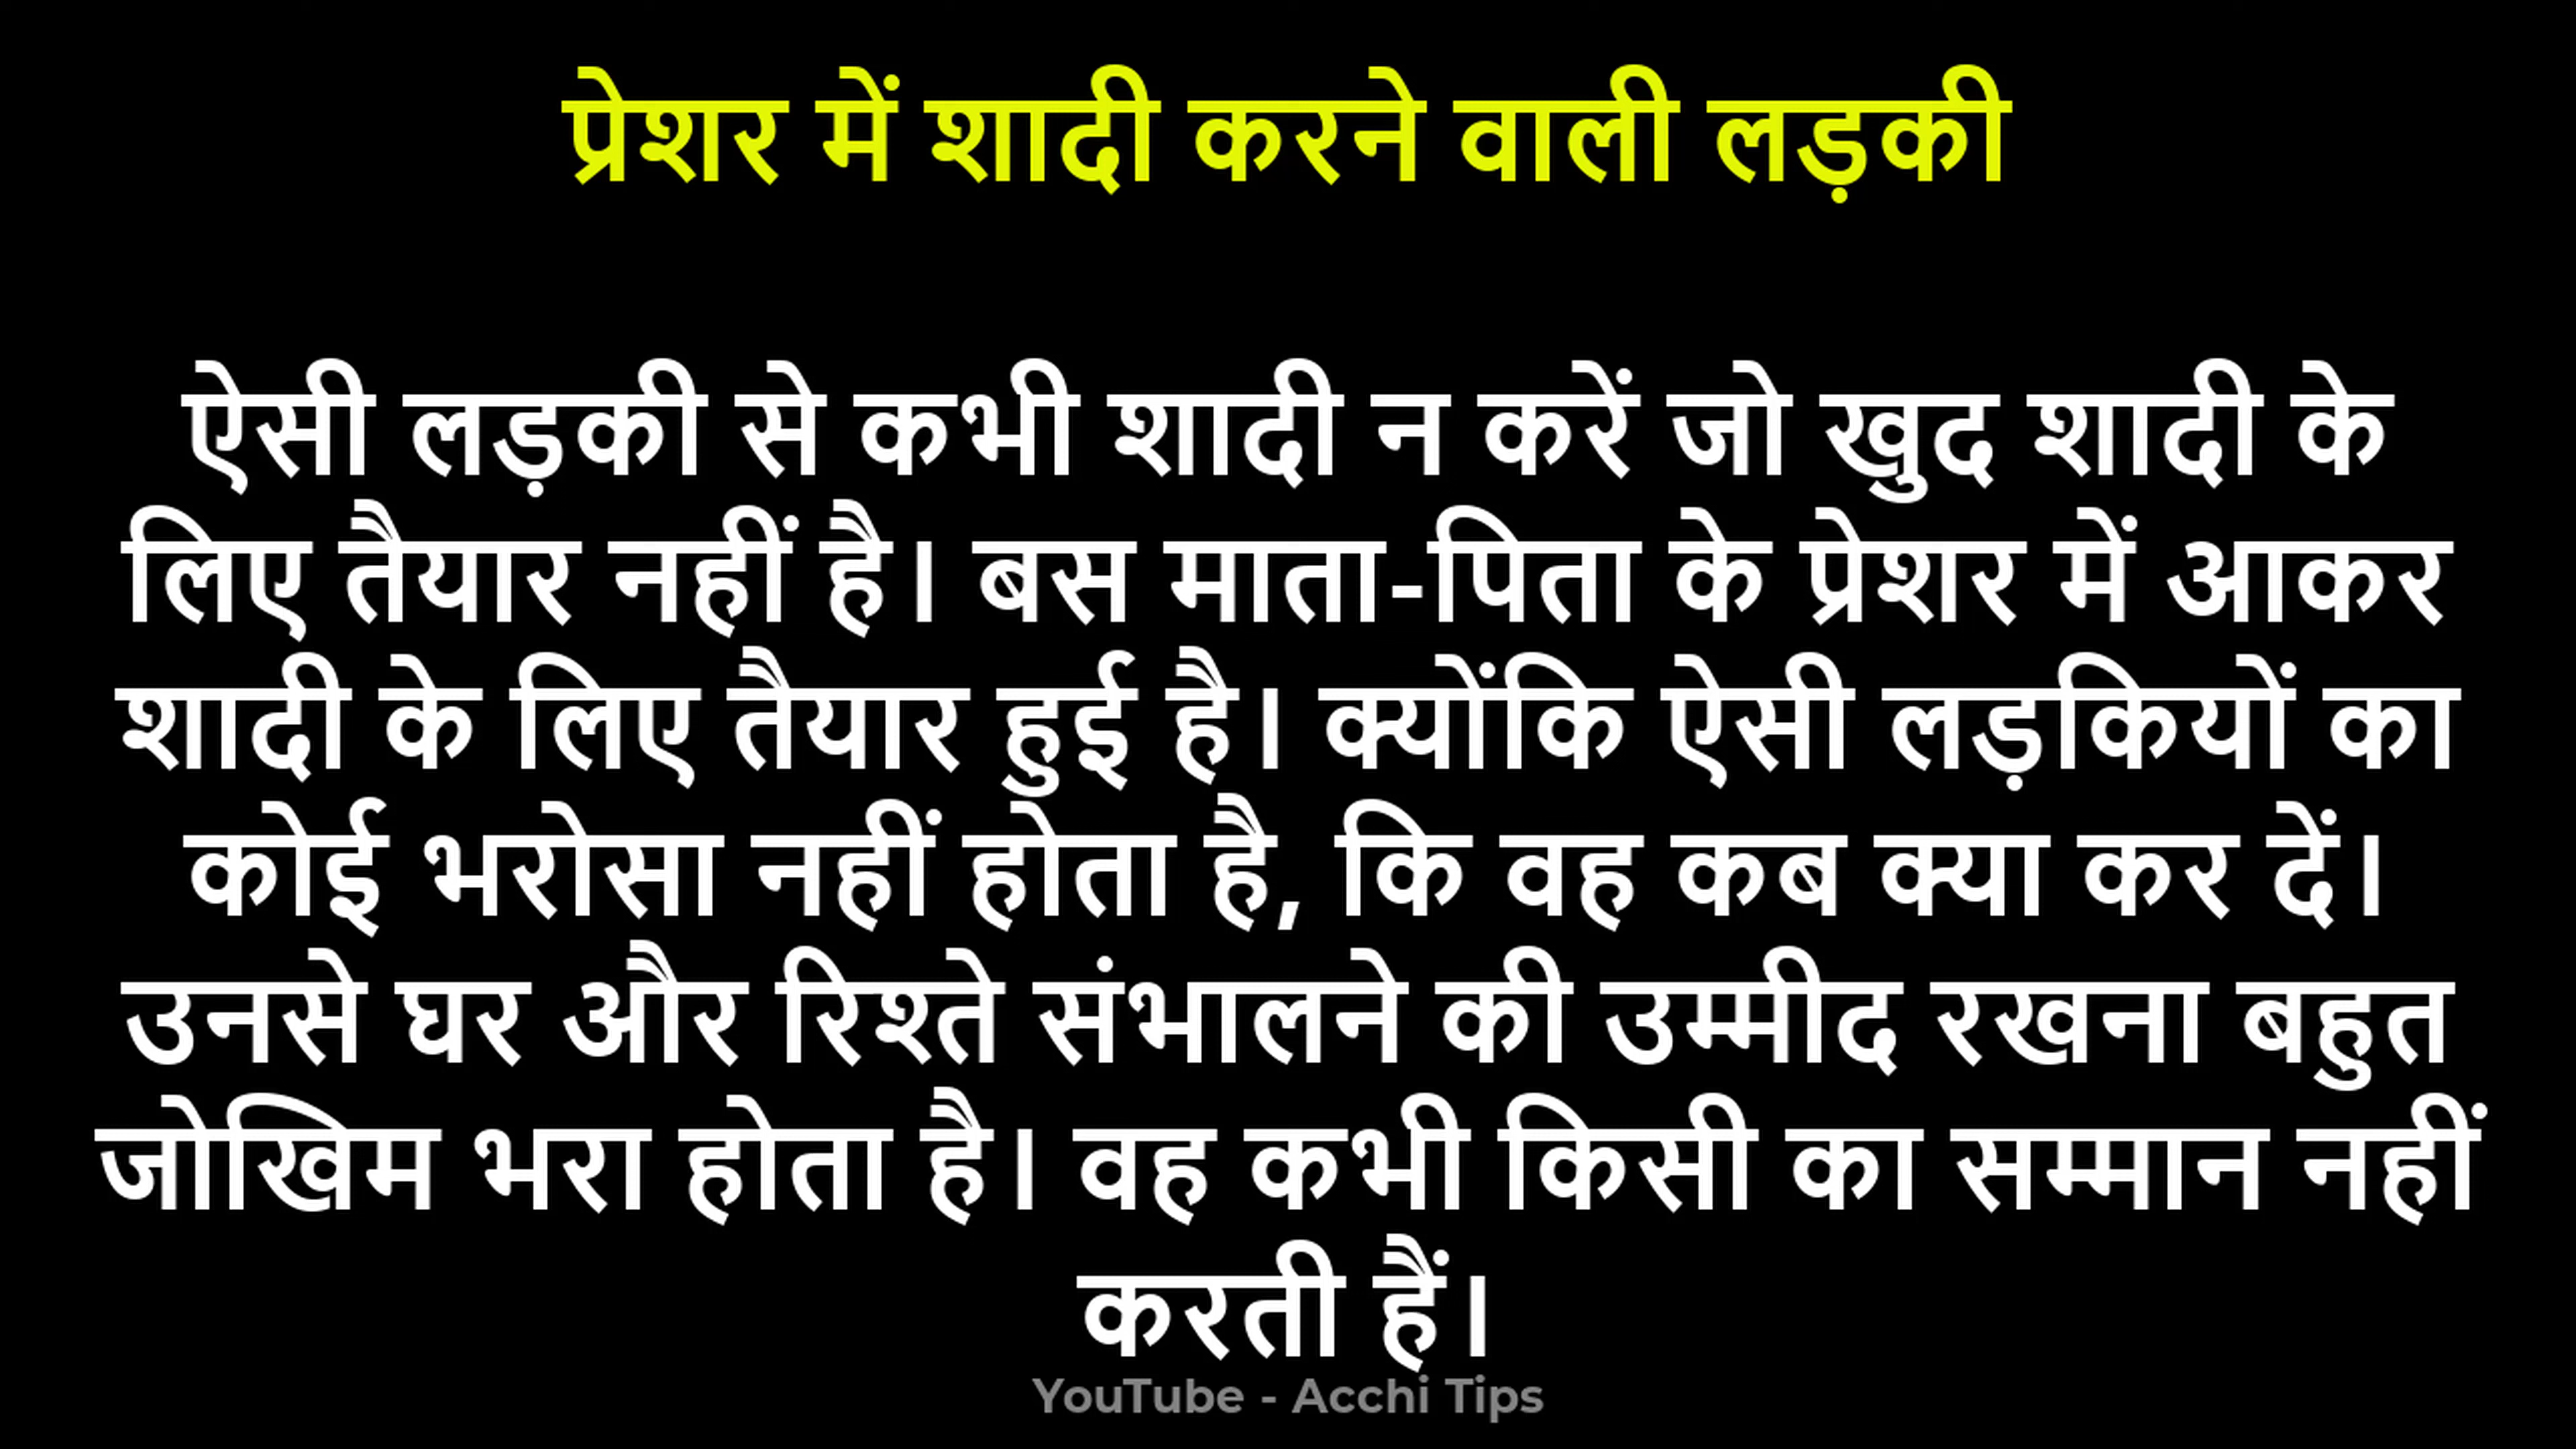 प्रेशर में शादी करने वाली लड़की
ऐसी लड़की से कभी शादी न करें जो खुद शादी के
लिए तैयार नहीं है। बस माता-पिता के प्रेशर में आकर
शादी के लिए तैयार हुई है। क्योंकि ऐसी लड़कियों का
कोई भरोसा नहीं होता है, कि वह कब क्या कर दें।
उनसे घर और रिश्ते संभालने की उम्मीद रखना बहुत
जोखिम भरा होता है। वह कभी किसी का सम्मान नहीं
करती हैं।
YouTube - Acchi Tips